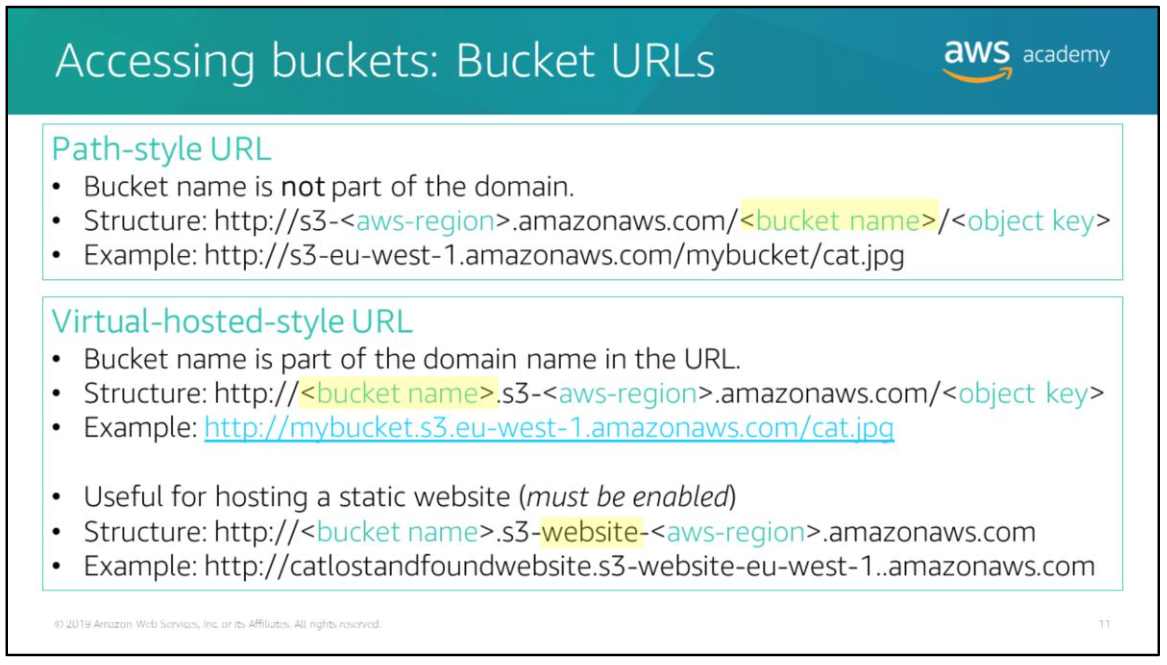 Accessing buckets: Bucket URLs
aws academy
Path-style URL
• Bucket name is not part of the domain.
• Structure: http://s3-<aws-region>.amazonaws.com/<bucket name>/<object key>
• Example: http://s3-eu-west-1.amazonaws.com/mybucket/cat.jpg
Virtual-hosted-style URL
• Bucket name is part of the domain name in the URL.
• Structure: http://<bucket name>.s3-<aws-region>.amazonaws.com/<object key>
• Example: http://mybucket.s3.eu-west-1.amazonaws.com/cat.jpg
• Useful for hosting a static website (must be enabled)
• Structure: http://<bucket name>.s3-website-<aws-region>.amazonaws.com
• Example: http://catlostandfoundwebsite.s3-website-eu-west-1..amazonaws.com
© 2019 Amazon Web Services, Inc. or its Affiliates. All rights reserved.
11